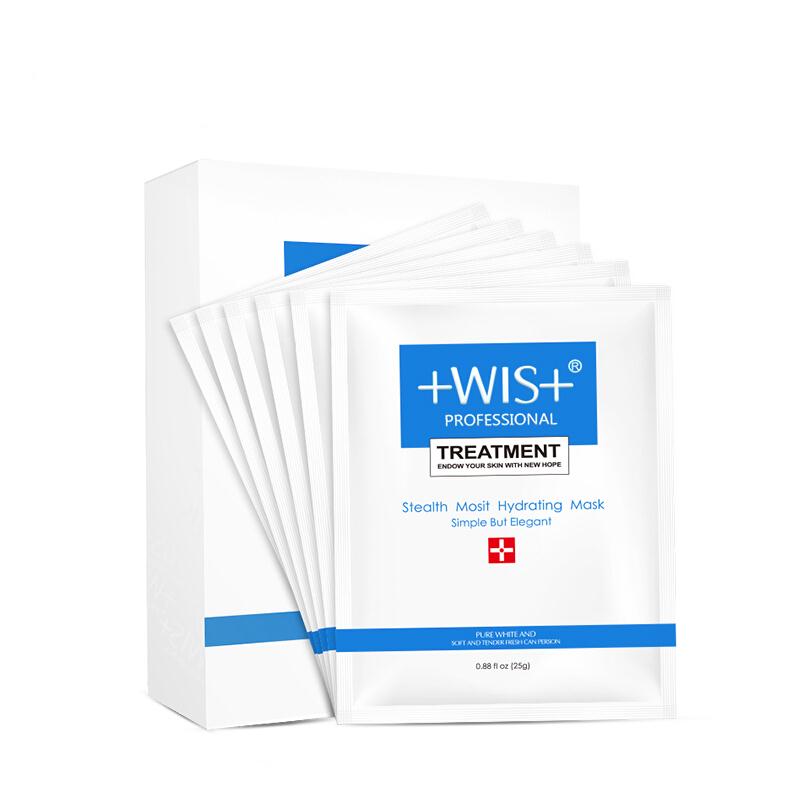 +WIS+®
PROFESSIONAL
TREATMENT
ENDOW YOUR SKIN WITH NEW HOPE
Stealth Mosit Hydrating Mask
Simple But Elegant
PURE WHITE AND
SOFT AND TENDER FRESH CAN PERSON
0.88 fl oz (25g)